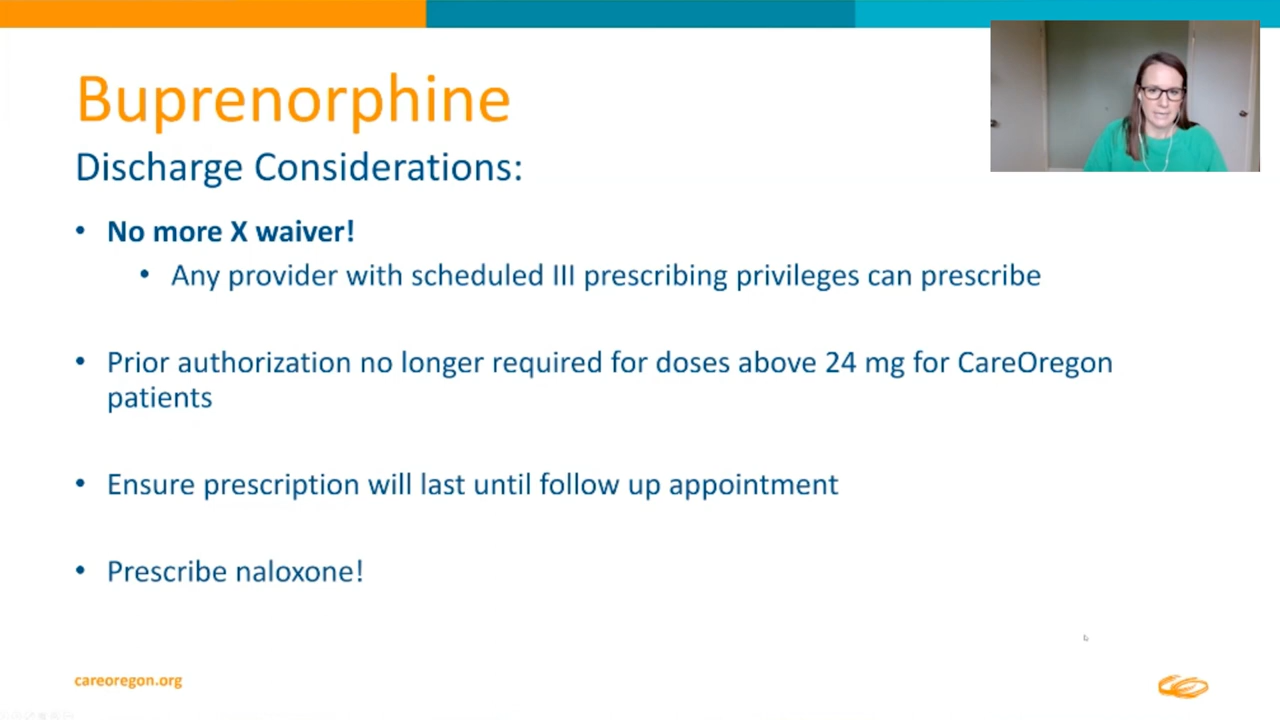 Buprenorphine
Discharge Considerations:
• No more X waiver!
• Any provider with scheduled III prescribing privileges can prescribe
• Prior authorization no longer required for doses above 24 mg for CareOregon
patients
• Ensure prescription will last until follow up appointment
• Prescribe naloxone!
careoregon.org